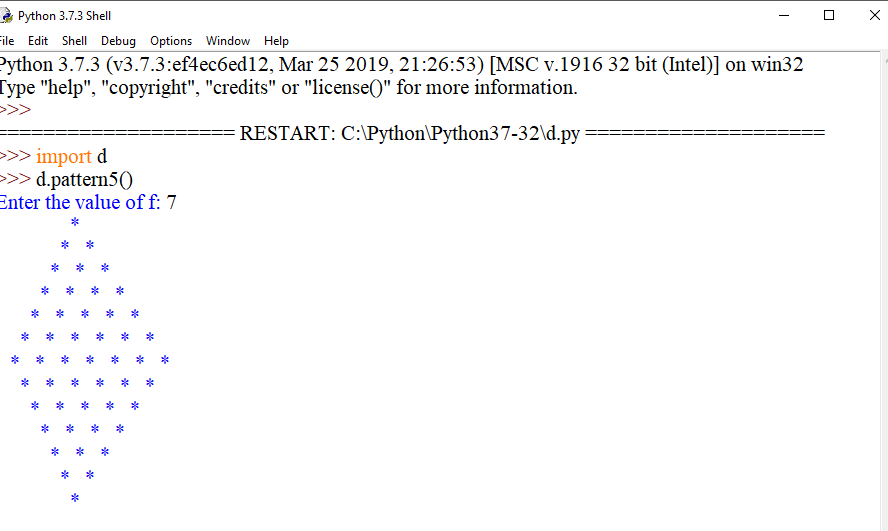 Python 3.7.3 Shell
File Edit Shell Debug Options Window Help
Python 3.7.3 (v3.7.3:ef4ec6ed12, Mar 25 2019, 21:26:53) [MSC v.1916 32 bit (Intel)] on win32
Type "help", "copyright", "credits" or "license()" for more information.
>>>
===================== RESTART: C:\Python\Python37-32\d.py =====================
>>> import d
>>> d.pattern5()
Enter the value of f: 7
*
* *
* * *
* * * *
* * * * *
* * * * * *
* * * * * * *
* * * * * *
* * * * *
* * * *
* * *
* *
*